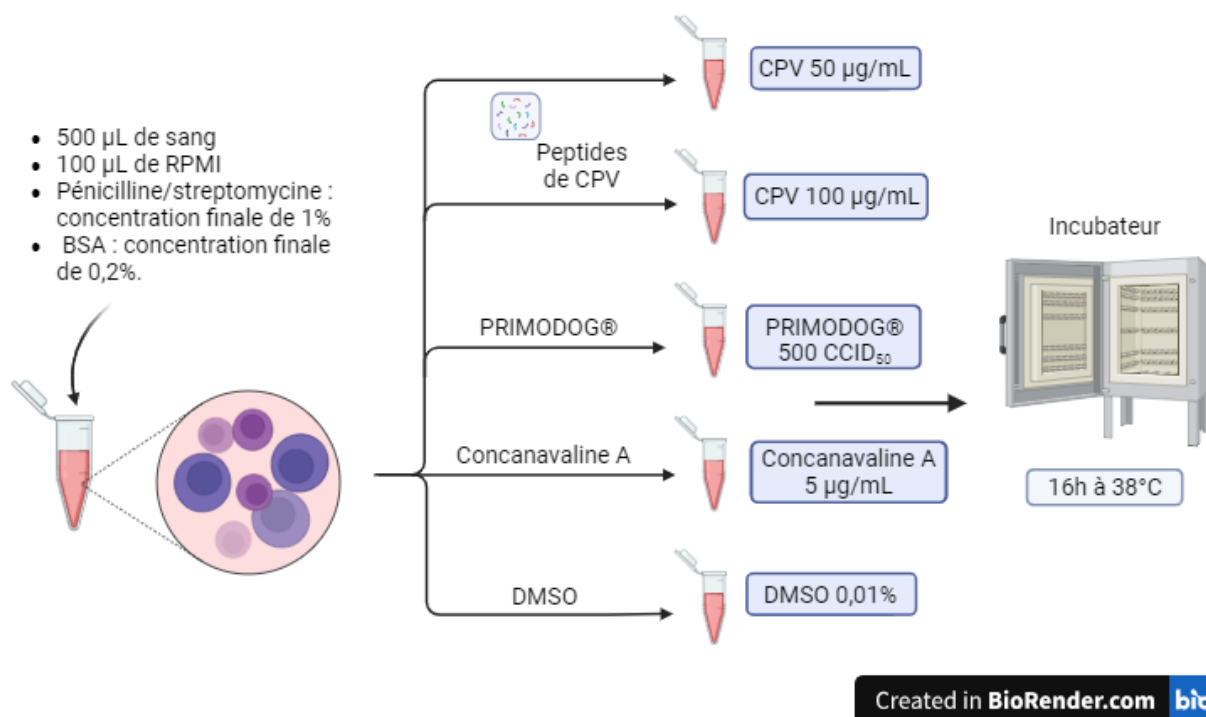 • 500 µL de sang
• 100 µL de RPMI
• Pénicilline/streptomycine :
concentration finale de 1%
• BSA : concentration finale
de 0,2%.
Peptides
de CPV
CPV 50 µg/mL
CPV 100 µg/mL
PRIMODOG®
PRIMODOG®
500 CCID₅₀
Concanavaline A
Concanavaline A
5 µg/mL
DMSO
DMSO 0,01%
Incubateur
16h à 38°C
Created in BioRender.com